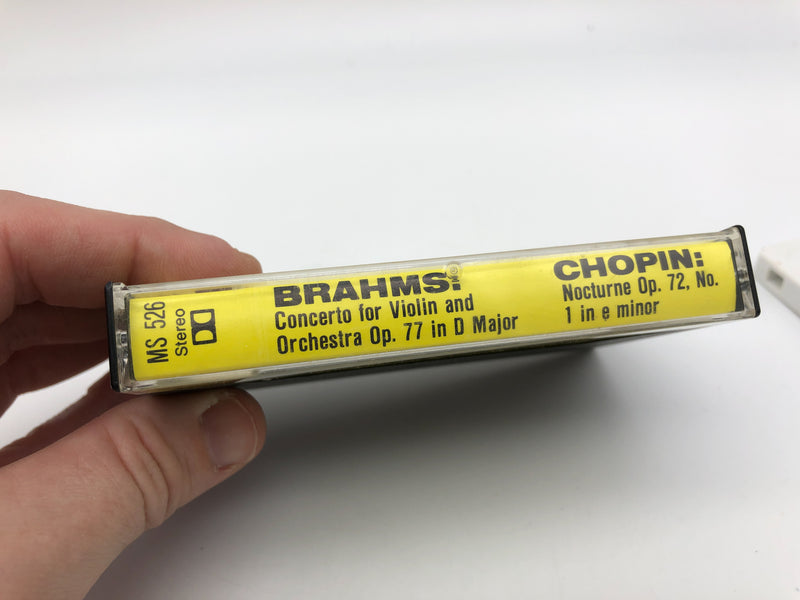 MS 526
Stereo
BRAHMS:
Concerto for Violin and
Orchestra Op. 77 in D Major
CHOPIN:
Nocturne Op. 72, No.
1 in e minor